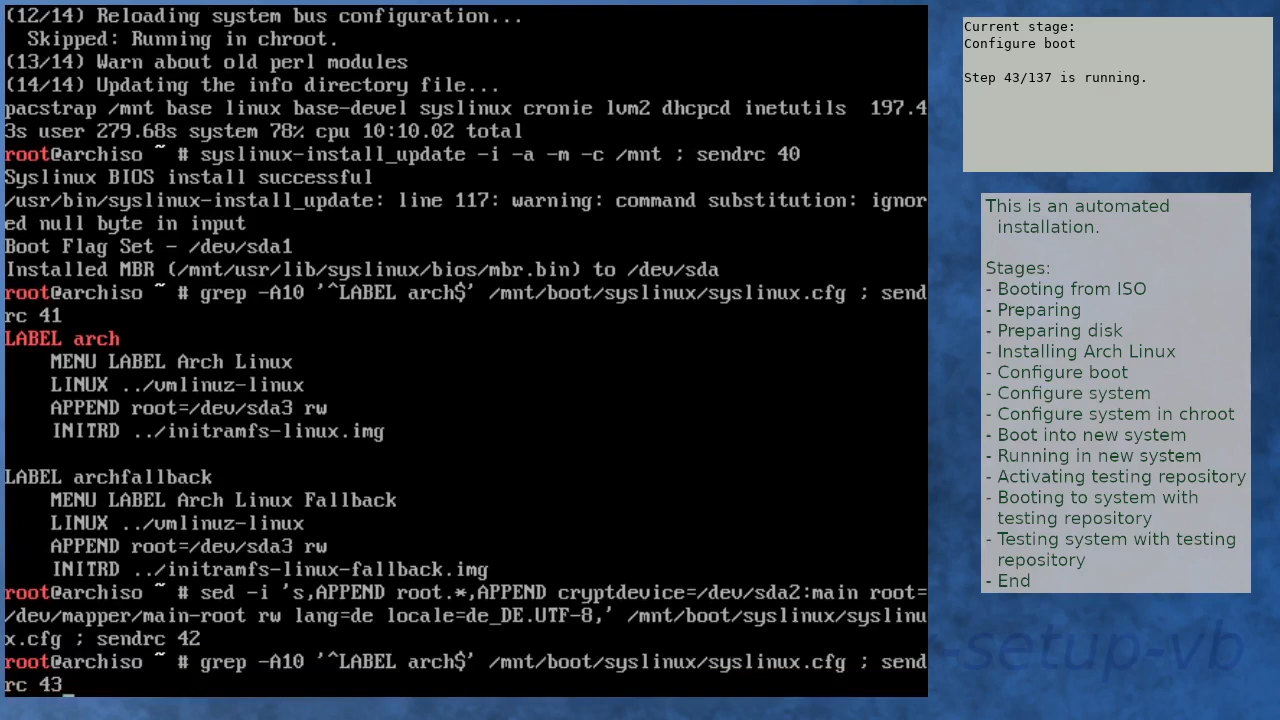 (12/14) Reloading system bus configuration...
  Skipped: Running in chroot.
(13/14) Warn about old perl modules
(14/14) Updating the info directory file...
pacstrap /mnt base linux base-devel syslinux cronie lvm2 dhcpcd inetutils  197.4
3s user 279.68s system 78% cpu 10:10.02 total
root@archiso ~ # syslinux-install_update -i -a -m -c /mnt ; sendrc 40
Syslinux BIOS install successful
/usr/bin/syslinux-install_update: line 117: warning: command substitution: ignor
ed null byte in input
Boot Flag Set - /dev/sda1
Installed MBR (/mnt/usr/lib/syslinux/bios/mbr.bin) to /dev/sda
root@archiso ~ # grep -A10 '^LABEL arch$' /mnt/boot/syslinux/syslinux.cfg ; send
rc 41
LABEL arch
    MENU LABEL Arch Linux
    LINUX ../vmlinuz-linux
    APPEND root=/dev/sda3 rw
    INITRD ../initramfs-linux.img

LABEL archfallback
    MENU LABEL Arch Linux Fallback
    LINUX ../vmlinuz-linux
    APPEND root=/dev/sda3 rw
    INITRD ../initramfs-linux-fallback.img
root@archiso ~ # sed -i 's,APPEND root.*,APPEND cryptdevice=/dev/sda2:main root=
/dev/mapper/main-root rw lang=de locale=de_DE.UTF-8,' /mnt/boot/syslinux/syslinu
x.cfg ; sendrc 42
root@archiso ~ # grep -A10 '^LABEL arch$' /mnt/boot/syslinux/syslinux.cfg ; send
rc 43_
Current stage:
Configure boot
Step 43/137 is running.
This is an automated
installation.
Stages:
- Booting from ISO
- Preparing
- Preparing disk
- Installing Arch Linux
- Configure boot
- Configure system
- Configure system in chroot
- Boot into new system
- Running in new system
- Activating testing repository
- Booting to system with
testing repository
- Testing system with testing
repository
- End
-setup-vb